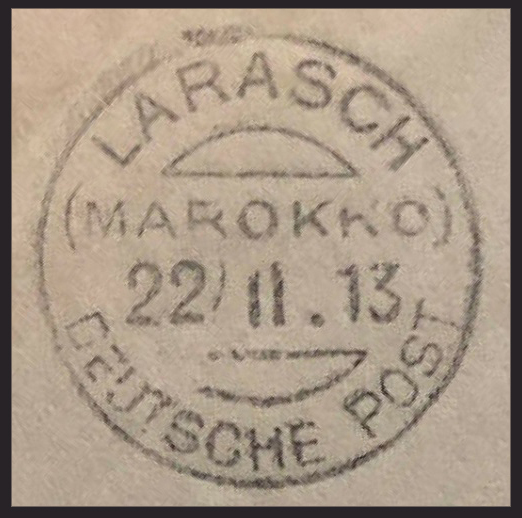 LARASCH
(MAROKKO)
22/11.13
DEUTSCHE POST